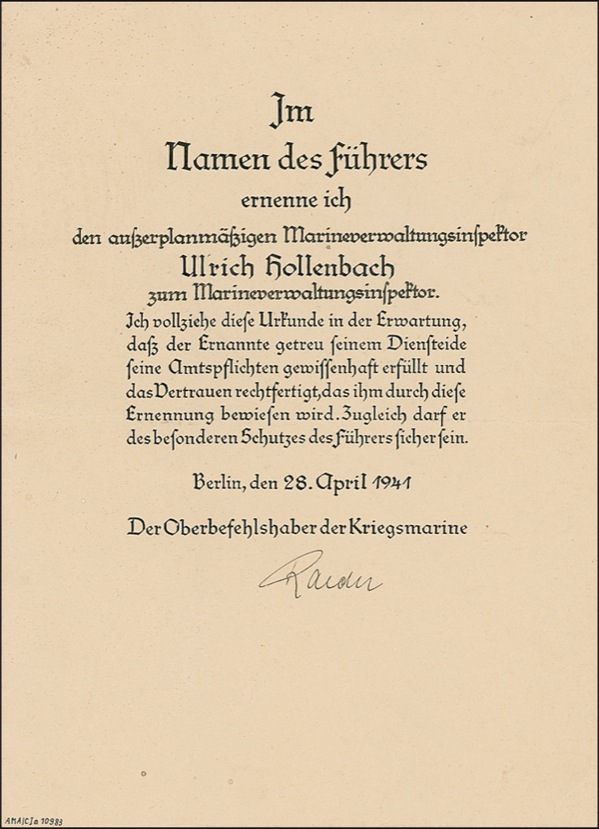 Im
Namen des Führers
ernenne ich
den außerplanmäßigen Marineverwaltungsinspektor
Ulrich Hollenbach
zum Marineverwaltungsinspektor.
Ich vollziehe diese Urkunde in der Erwartung,
daß der Ernannte getreu seinem Diensteide
seine Amtspflichten gewissenhaft erfüllt und
das Vertrauen rechtfertigt, das ihm durch diese
Ernennung bewiesen wird. Zugleich darf er
des besonderen Schutzes des Führers sicher sein.
Berlin, den 28. April 1941
Der Oberbefehlshaber der Kriegsmarine
Raeder
AMA/CIa 10983